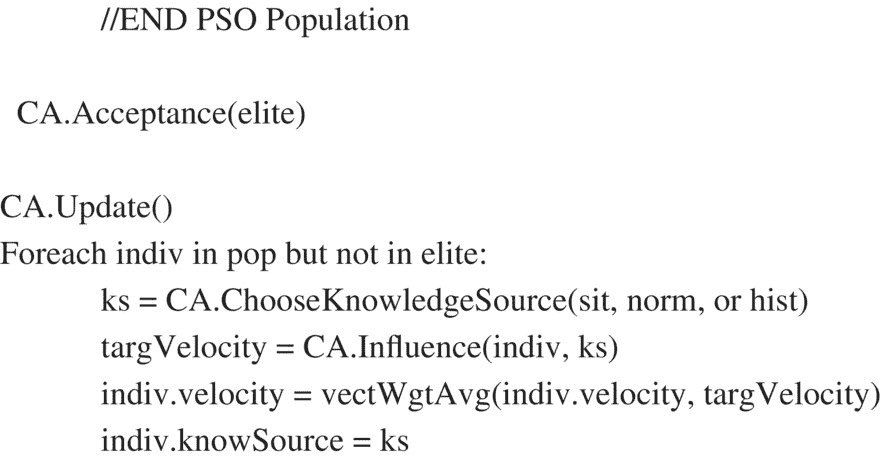 //END PSO Population
CA.Acceptance(elite)
CA.Update()
Foreach indiv in pop but not in elite:
ks = CA.ChooseKnowledgeSource(sit, norm, or hist)
targVelocity = CA.Influence(indiv, ks)
indiv.velocity = vectWgtAvg(indiv.velocity, targVelocity)
indiv.knowSource = ks